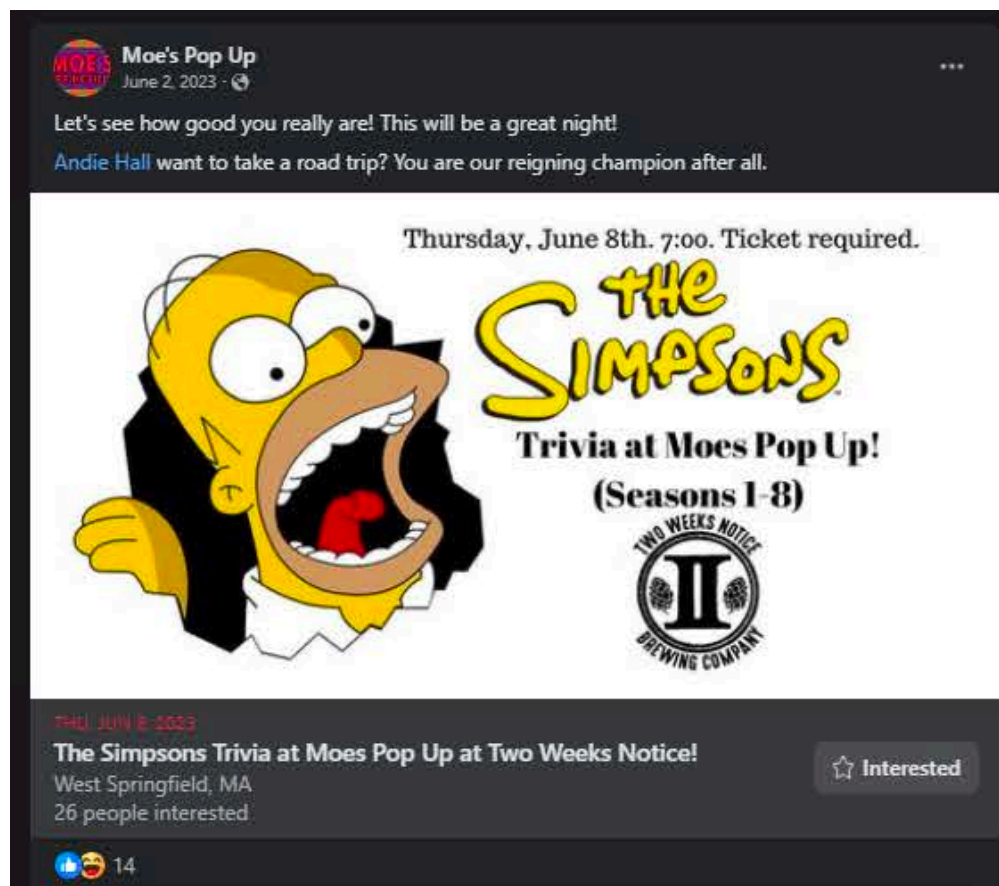 Moe's Pop Up
June 2, 2023 ·
Let's see how good you really are! This will be a great night!
Andie Hall want to take a road trip? You are our reigning champion after all.
Thursday, June 8th. 7:00. Ticket required.
THE
SIMPSONS
Trivia at Moes Pop Up!
(Seasons 1-8)
TWO WEEKS NOTICE
II
BREWING COMPANY
THU, JUN 8, 2023
The Simpsons Trivia at Moes Pop Up at Two Weeks Notice!
Interested
West Springfield, MA
26 people interested
14